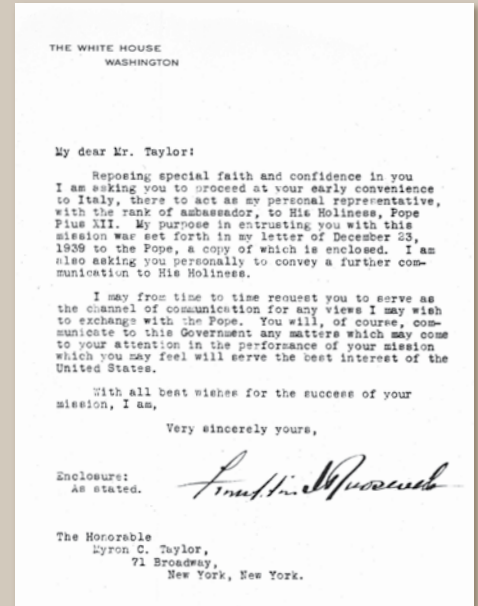 THE WHITE HOUSE
WASHINGTON
My dear Mr. Taylor:
Reposing special faith and confidence in you
I am asking you to proceed at your early convenience
to Italy, there to act as my personal representative,
with the rank of ambassador, to His Holiness, Pope
Pius XII. My purpose in entrusting you with this
mission was set forth in my letter of December 23,
1939 to the Pope, a copy of which is enclosed. I am
also asking you personally to convey a further com-
munication to His Holiness.
I may from time to time request you to serve as
the channel of communication for any views I may wish
to exchange with the Pope. You will, of course, com-
municate to this Government any matters which may come
to your attention in the performance of your mission
which you may feel will serve the best interest of the
United States.
With all best wishes for the success of your
mission, I am,
Very sincerely yours,
Franklin D Roosevelt
Enclosure:
As stated.
The Honorable
Myron C. Taylor,
71 Broadway,
New York, New York.